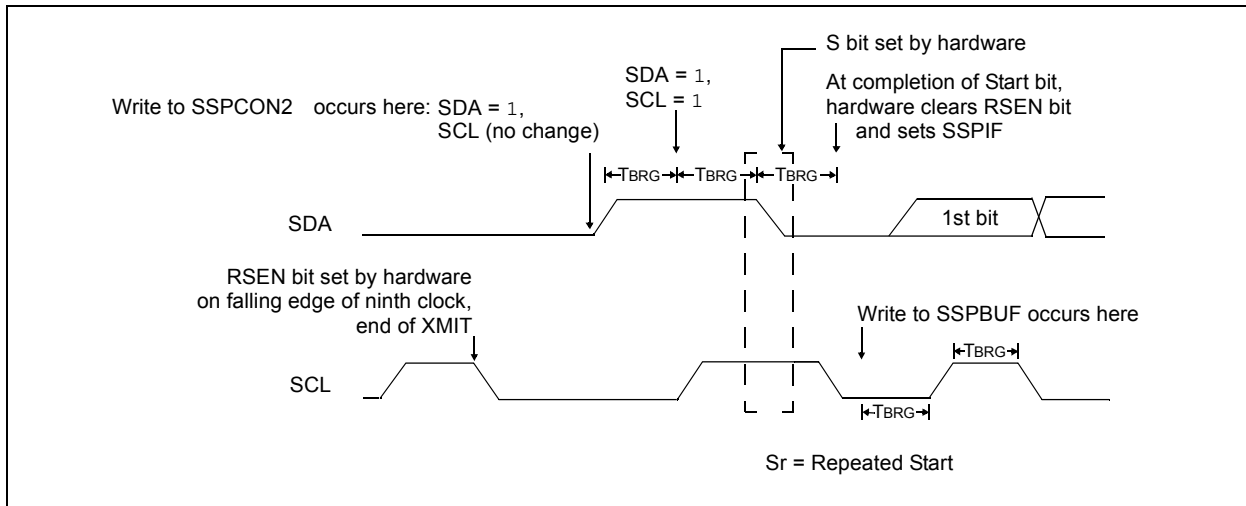 S bit set by hardware
SDA = 1,
SCL = 1
At completion of Start bit,
hardware clears RSEN bit
and sets SSPIF
Write to SSPCON2 occurs here: SDA = 1,
SCL (no change)
TBRG TBRG TBRG
SDA
1st bit
RSEN bit set by hardware
on falling edge of ninth clock,
end of XMIT
Write to SSPBUF occurs here
TBRG
SCL
TBRG
Sr = Repeated Start